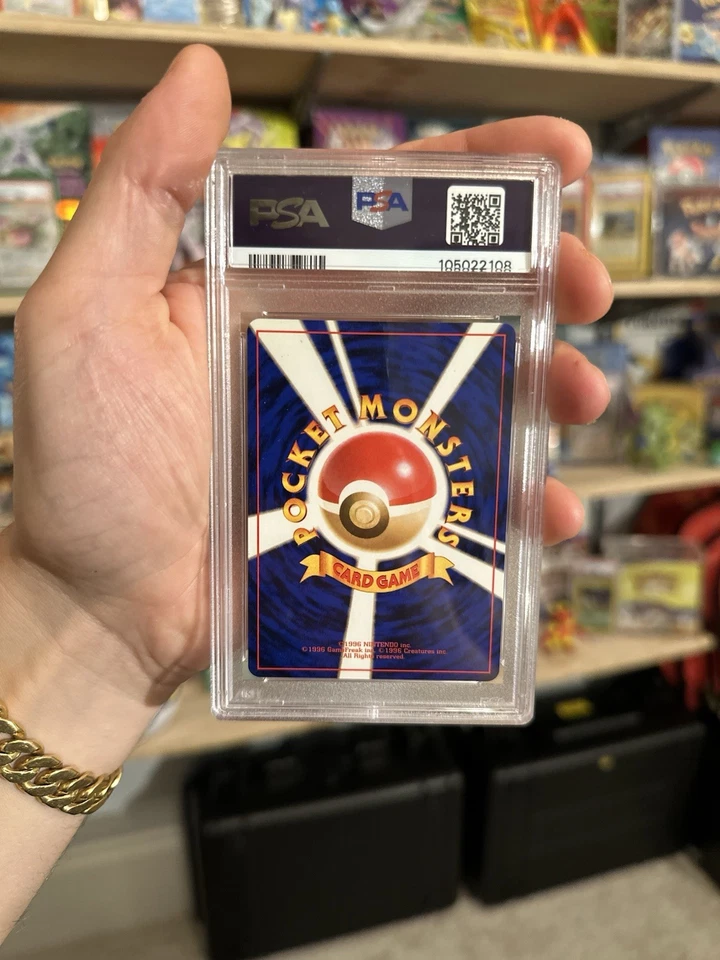 PSA PSA
105022108
POCKET MONSTERS
CARD GAME
©1996 NINTENDO inc.
©1996 GameFreak inc. ©1996 Creatures inc.
All Rights reserved.